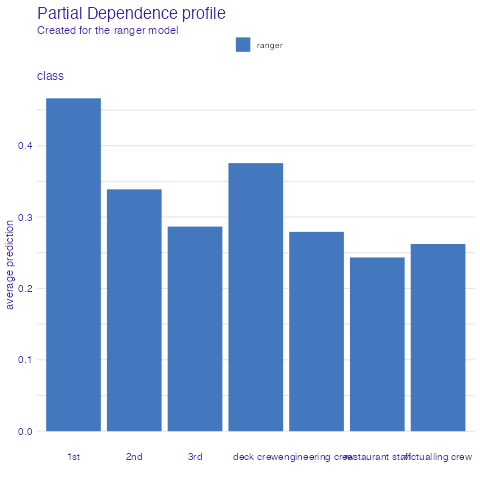 Partial Dependence profile
Created for the ranger model
ranger
class
average prediction
0.4
0.3
0.2
0.1
0.0
1st 2nd 3rd deck crew engineering crew restaurant staff victualling crew